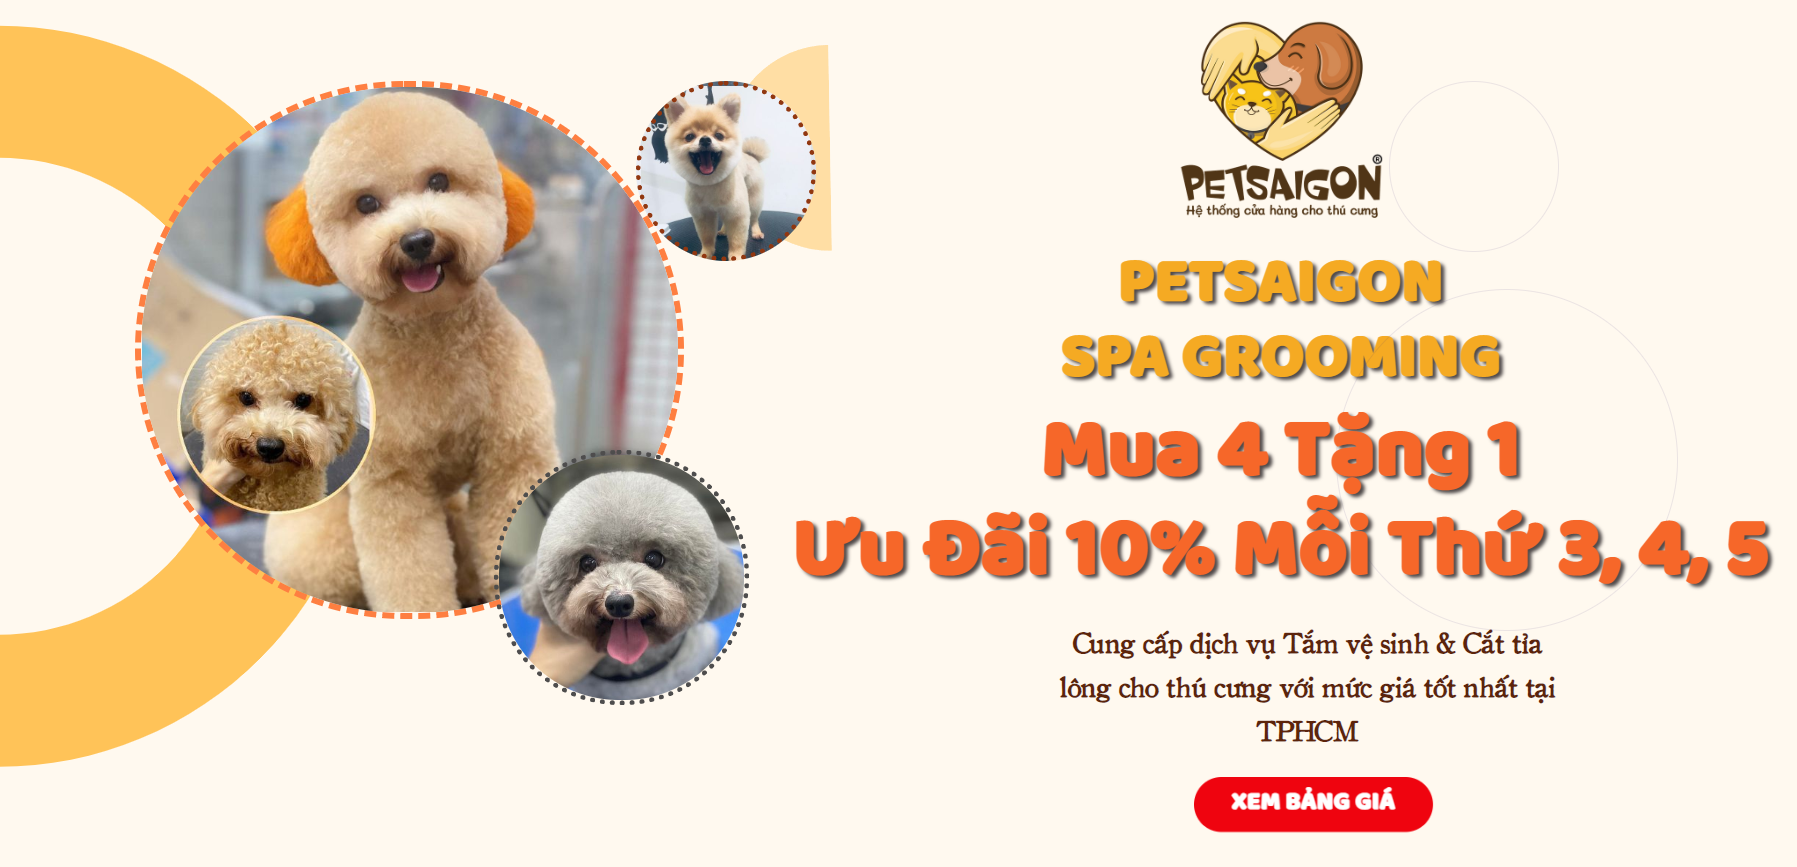 PETSAIGON®
Hệ thống cửa hàng cho thú cưng
PETSAIGON
SPA GROOMING
Mua 4 Tặng 1
Ưu Đãi 10% Mỗi Thứ 3, 4, 5
Cung cấp dịch vụ Tắm vệ sinh & Cắt tỉa
lông cho thú cưng với mức giá tốt nhất tại
TPHCM
XEM BẢNG GIÁ